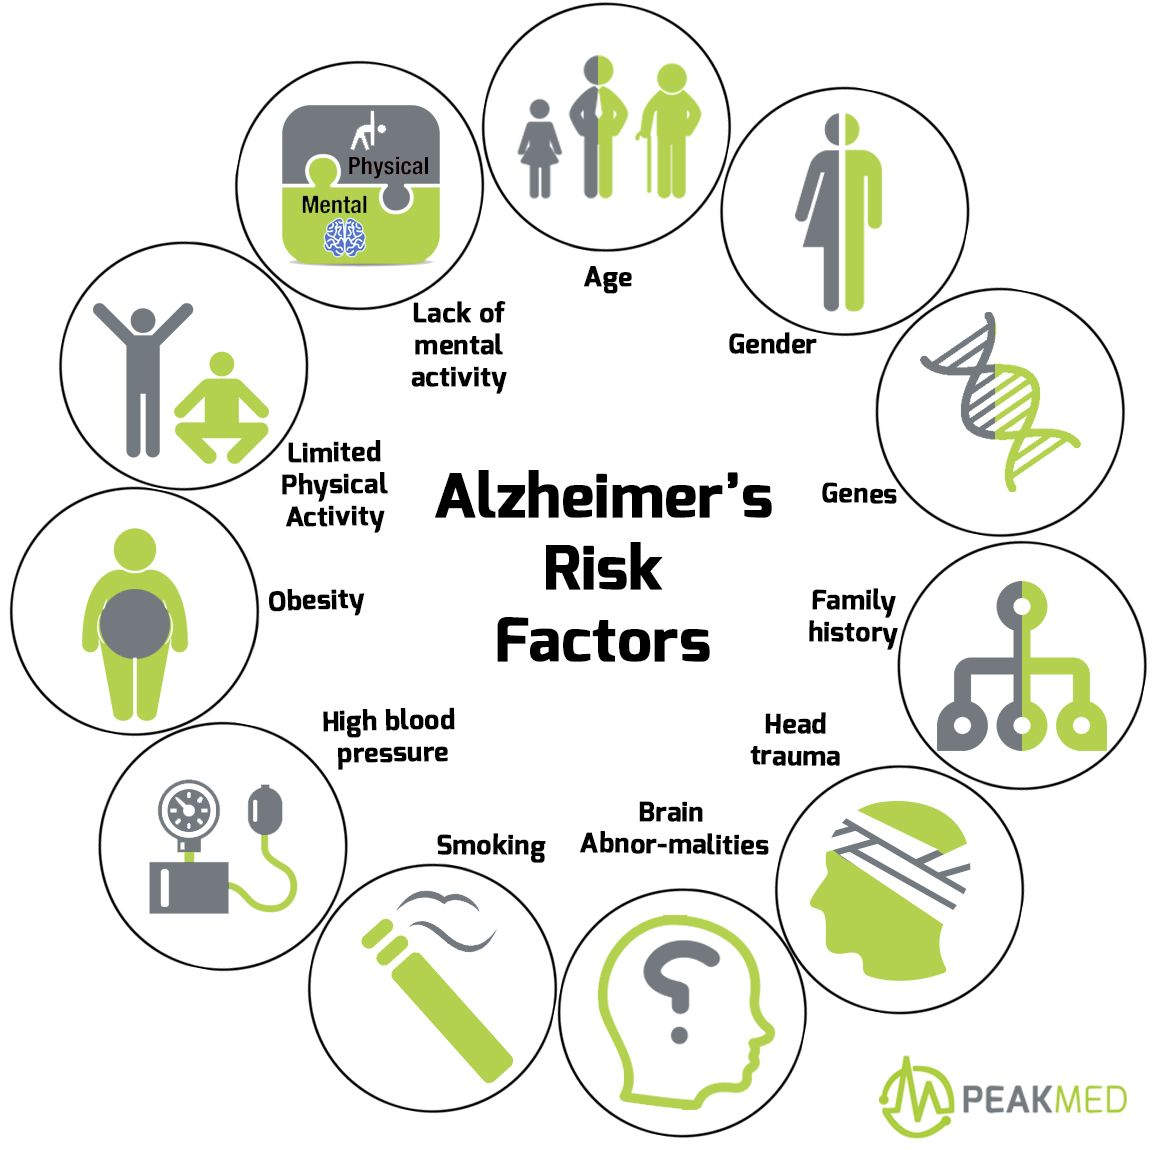 Physical
Mental
Age
Lack of
mental
activity
Gender
Limited
Physical
Activity
Alzheimer's
Risk
Factors
Genes
Obesity
Family
history
High blood
pressure
Head
trauma
Smoking
Brain
Abnor-malities
PEAKMED